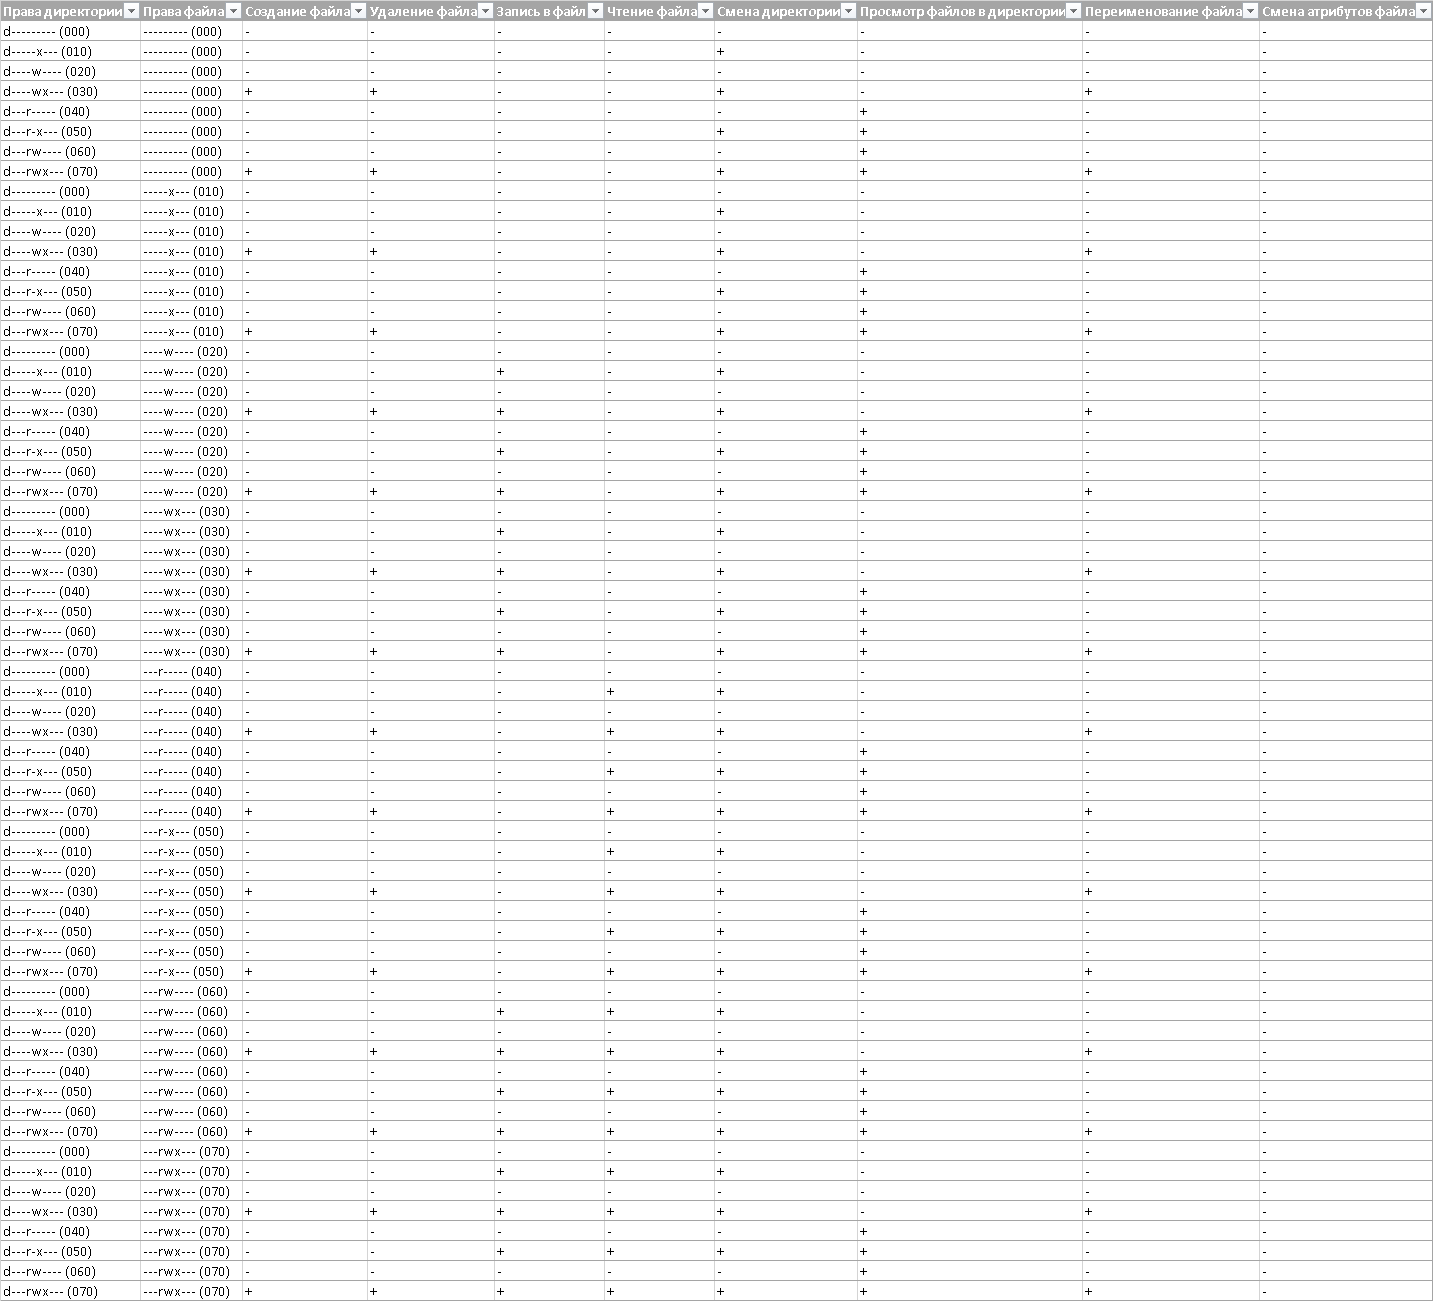 Права директории Права файла Создание файла Удаление файла Запись в файл Чтение файла Смена директории Просмотр файлов в директории Переименование файла Смена атрибутов файла
d--------- (000) --------- (000) - - - - - - - -
d-----x--- (010) --------- (000) - - - - + - - -
d----w---- (020) --------- (000) - - - - - - - -
d----wx--- (030) --------- (000) + + - - + - + -
d---r----- (040) --------- (000) - - - - - + - -
d---r-x--- (050) --------- (000) - - - - + + - -
d---rw---- (060) --------- (000) - - - - - + - -
d---rwx--- (070) --------- (000) + + - - + + + -
d--------- (000) -----x--- (010) - - - - - - - -
d-----x--- (010) -----x--- (010) - - - - + - - -
d----w---- (020) -----x--- (010) - - - - - - - -
d----wx--- (030) -----x--- (010) + + - - + - + -
d---r----- (040) -----x--- (010) - - - - - + - -
d---r-x--- (050) -----x--- (010) - - - - + + - -
d---rw---- (060) -----x--- (010) - - - - - + - -
d---rwx--- (070) -----x--- (010) + + - - + + + -
d--------- (000) ----w---- (020) - - - - - - - -
d-----x--- (010) ----w---- (020) - - + - + - - -
d----w---- (020) ----w---- (020) - - - - - - - -
d----wx--- (030) ----w---- (020) + + + - + - + -
d---r----- (040) ----w---- (020) - - - - - + - -
d---r-x--- (050) ----w---- (020) - - + - + + - -
d---rw---- (060) ----w---- (020) - - - - - + - -
d---rwx--- (070) ----w---- (020) + + + - + + + -
d--------- (000) ----wx--- (030) - - - - - - - -
d-----x--- (010) ----wx--- (030) - - + - + - - -
d----w---- (020) ----wx--- (030) - - - - - - - -
d----wx--- (030) ----wx--- (030) + + + - + - + -
d---r----- (040) ----wx--- (030) - - - - - + - -
d---r-x--- (050) ----wx--- (030) - - + - + + - -
d---rw---- (060) ----wx--- (030) - - - - - + - -
d---rwx--- (070) ----wx--- (030) + + + - + + + -
d--------- (000) ---r----- (040) - - - - - - - -
d-----x--- (010) ---r----- (040) - - - + + - - -
d----w---- (020) ---r----- (040) - - - - - - - -
d----wx--- (030) ---r----- (040) + + - + + - + -
d---r----- (040) ---r----- (040) - - - - - + - -
d---r-x--- (050) ---r----- (040) - - - + + + - -
d---rw---- (060) ---r----- (040) - - - - - + - -
d---rwx--- (070) ---r----- (040) + + - + + + + -
d--------- (000) ---r-x--- (050) - - - - - - - -
d-----x--- (010) ---r-x--- (050) - - - + + - - -
d----w---- (020) ---r-x--- (050) - - - - - - - -
d----wx--- (030) ---r-x--- (050) + + - + + - + -
d---r----- (040) ---r-x--- (050) - - - - - + - -
d---r-x--- (050) ---r-x--- (050) - - - + + + - -
d---rw---- (060) ---r-x--- (050) - - - - - + - -
d---rwx--- (070) ---r-x--- (050) + + - + + + + -
d--------- (000) ---rw---- (060) - - - - - - - -
d-----x--- (010) ---rw---- (060) - - + + + - - -
d----w---- (020) ---rw---- (060) - - - - - - - -
d----wx--- (030) ---rw---- (060) + + + + + - + -
d---r----- (040) ---rw---- (060) - - - - - + - -
d---r-x--- (050) ---rw---- (060) - - + + + + - -
d---rw---- (060) ---rw---- (060) - - - - - + - -
d---rwx--- (070) ---rw---- (060) + + + + + + + -
d--------- (000) ---rwx--- (070) - - - - - - - -
d-----x--- (010) ---rwx--- (070) - - + + + - - -
d----w---- (020) ---rwx--- (070) - - - - - - - -
d----wx--- (030) ---rwx--- (070) + + + + + - + -
d---r----- (040) ---rwx--- (070) - - - - - + - -
d---r-x--- (050) ---rwx--- (070) - - + + + + - -
d---rw---- (060) ---rwx--- (070) - - - - - + - -
d---rwx--- (070) ---rwx--- (070) + + + + + + + -